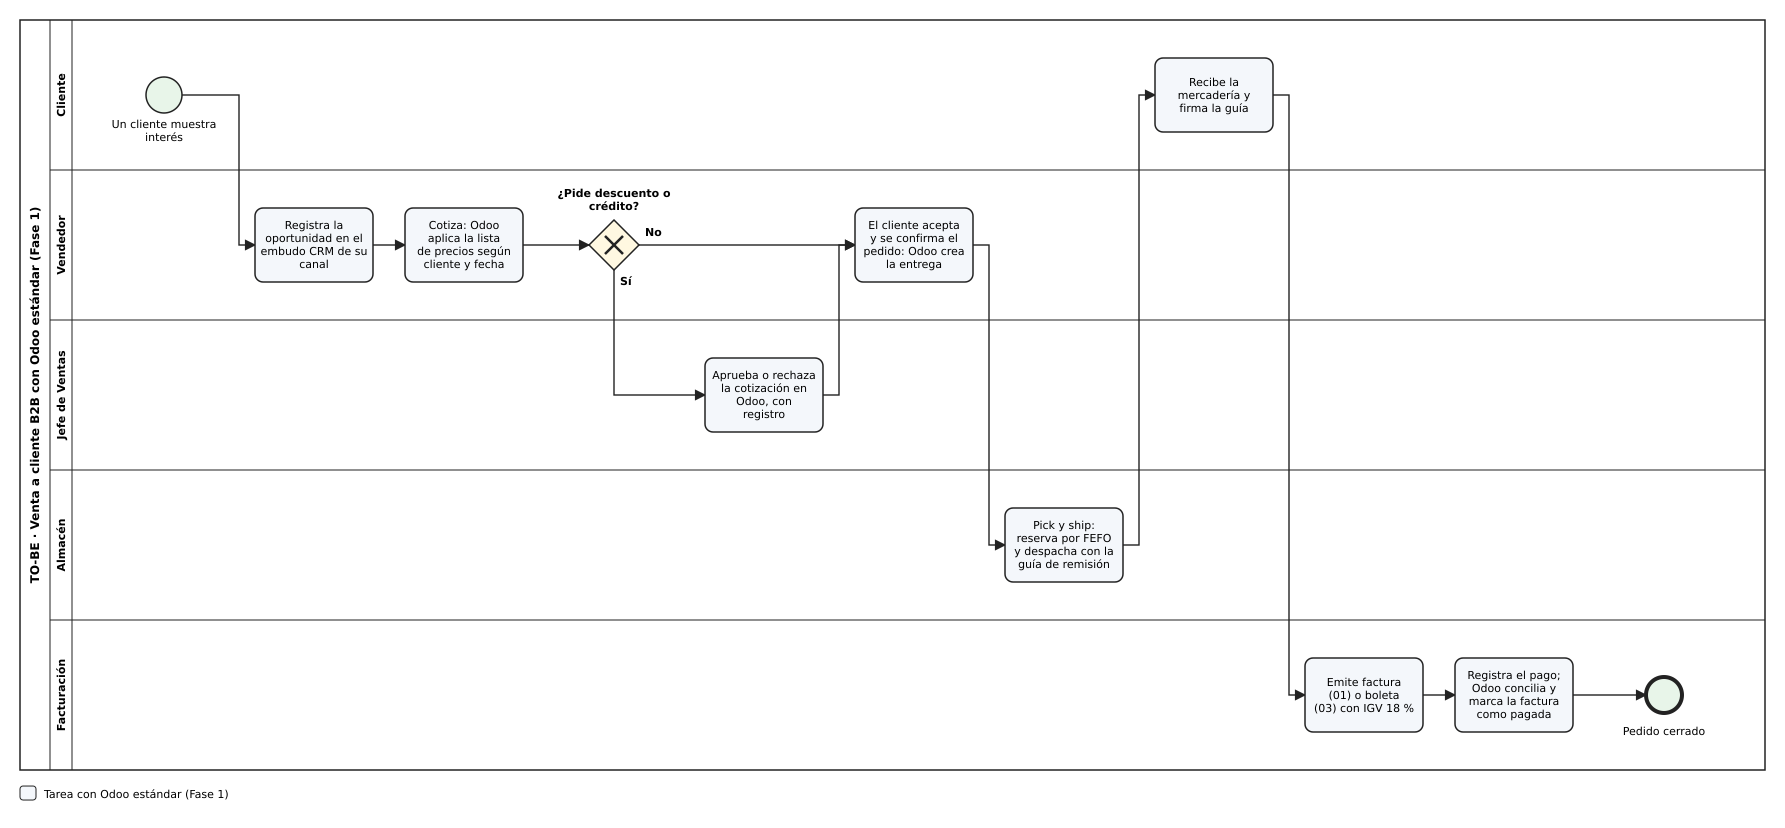 TO-BE · Venta a cliente B2B con Odoo estándar (Fase 1)
Cliente
Un cliente muestra
interés
Recibe la
mercadería y
firma la guía
Vendedor
Registra la
oportunidad en el
embudo CRM de su
canal
Cotiza: Odoo
aplica la lista
de precios según
cliente y fecha
¿Pide descuento o
crédito?
No
Sí
El cliente acepta
y se confirma el
pedido: Odoo crea
la entrega
Jefe de Ventas
Aprueba o rechaza
la cotización en
Odoo, con
registro
Almacén
Pick y ship:
reserva por FEFO
y despacha con la
guía de remisión
Facturación
Emite factura
(01) o boleta
(03) con IGV 18 %
Registra el pago;
Odoo concilia y
marca la factura
como pagada
Pedido cerrado
Tarea con Odoo estándar (Fase 1)